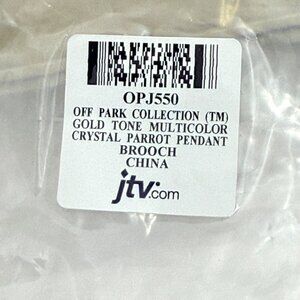 OPJ550
OFF PARK COLLECTION (TM)
GOLD TONE MULTICOLOR
CRYSTAL PARROT PENDANT
BROOCH
CHINA
jtv.com